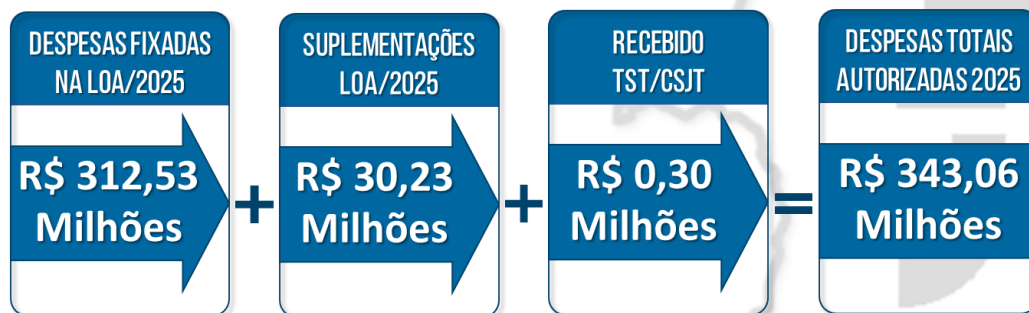 DESPESAS FIXADAS
NA LOA/2025
R$ 312,53
Milhões
+
SUPLEMENTAÇÕES
LOA/2025
R$ 30,23
Milhões
+
RECEBIDO
TST/CSJT
R$ 0,30
Milhões
=
DESPESAS TOTAIS
AUTORIZADAS 2025
R$ 343,06
Milhões